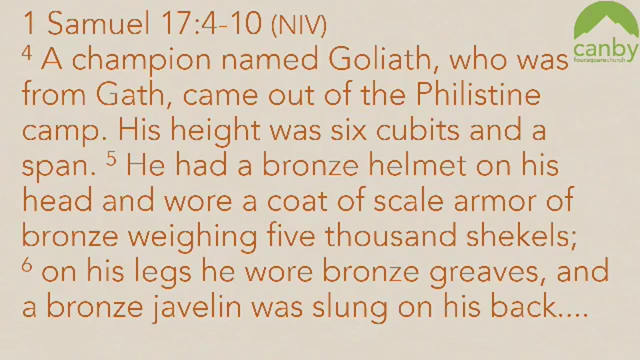 1 Samuel 17:4-10 (NIV)
4 A champion named Goliath, who was
from Gath, came out of the Philistine
camp. His height was six cubits and a
span. 5 He had a bronze helmet on his
head and wore a coat of scale armor of
bronze weighing five thousand shekels;
6 on his legs he wore bronze greaves, and
a bronze javelin was slung on his back....
canby
foursquare church